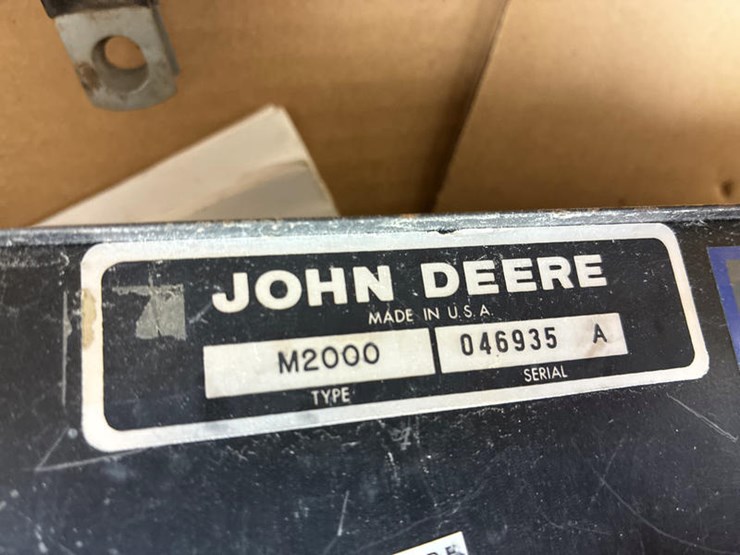 JOHN DEERE
MADE IN U.S.A.
M2000 046935 A
TYPE SERIAL